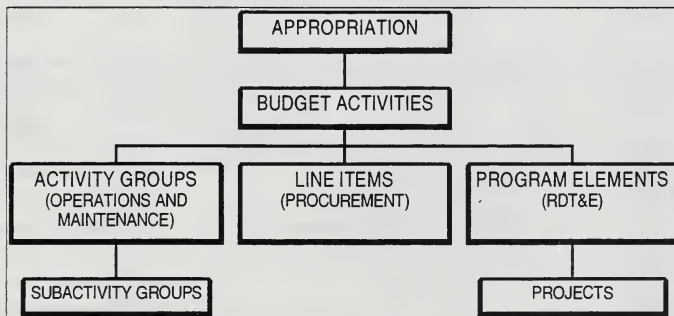 APPROPRIATION
BUDGET ACTIVITIES
ACTIVITY GROUPS
(OPERATIONS AND
MAINTENANCE)
LINE ITEMS
(PROCUREMENT)
PROGRAM ELEMENTS
(RDT&E)
SUBACTIVITY GROUPS
PROJECTS